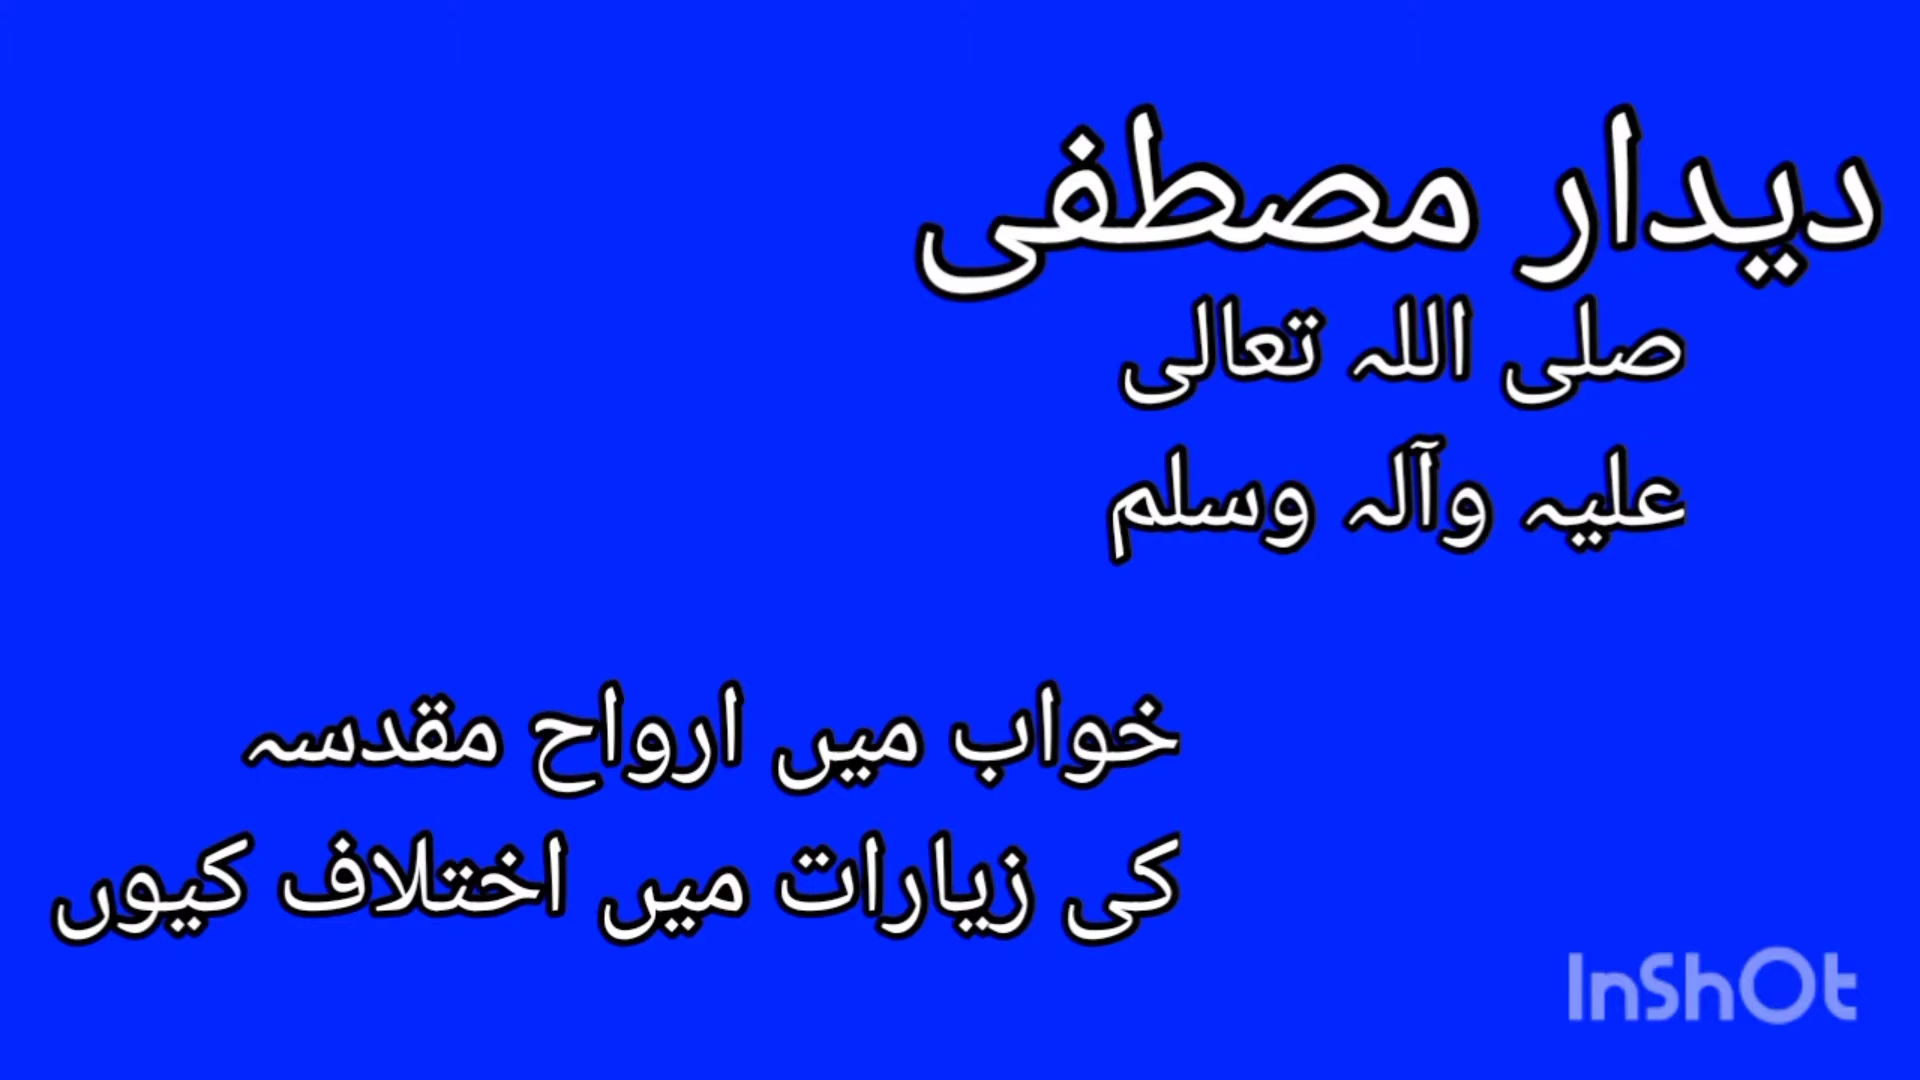 دیدار مصطفی
صلی اللہ تعالی
علیہ وآلہ وسلم
خواب میں ارواح مقدسہ
کی زیارات میں اختلاف کیوں
InShOt